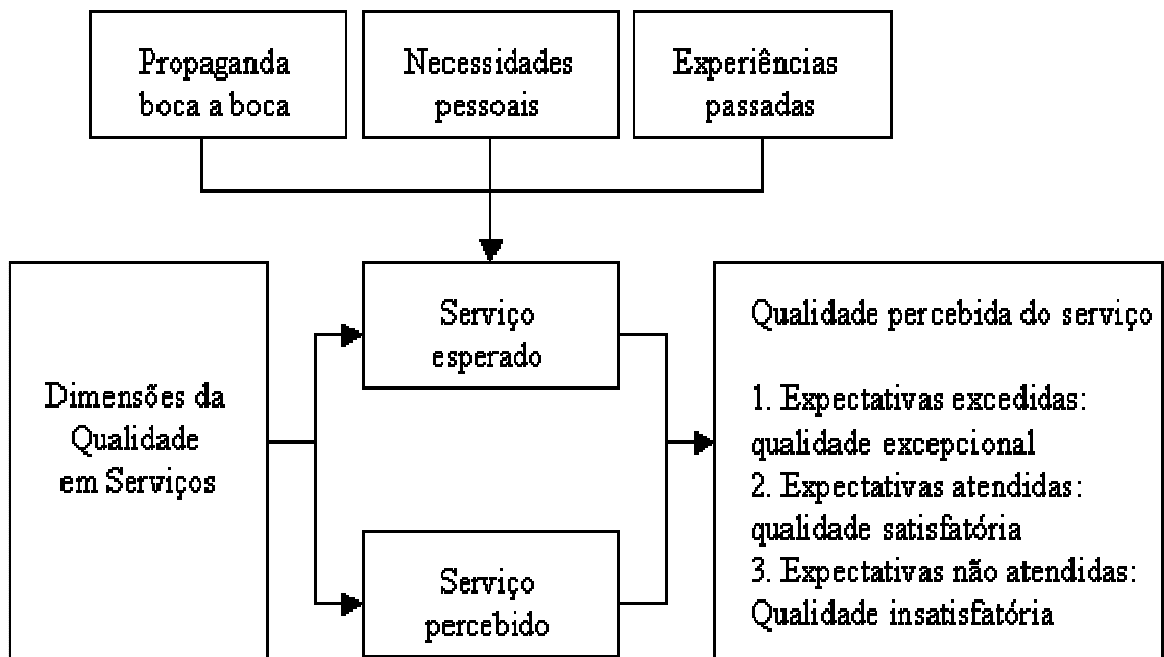 Propaganda
boca a boca
Necessidades
pessoais
Experiências
passadas
Dimensões da
Qualidade
em Serviços
Serviço
esperado
Serviço
percebido
Qualidade percebida do serviço
1. Expectativas excedidas:
qualidade excepcional
2. Expectativas atendidas:
qualidade satisfatória
3. Expectativas não atendidas:
Qualidade insatisfatória